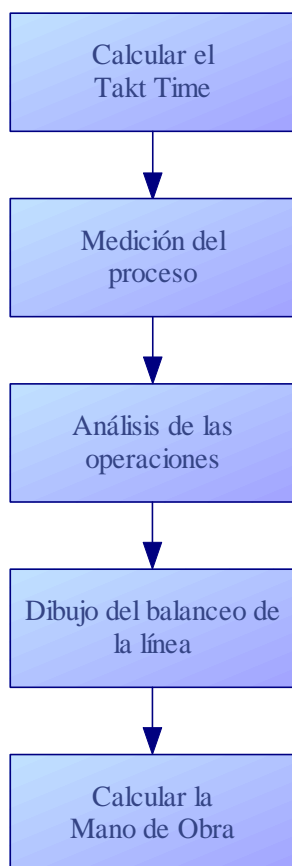 Calcular el
Takt Time
Medición del
proceso
Análisis de las
operaciones
Dibujo del balanceo de
la línea
Calcular la
Mano de Obra